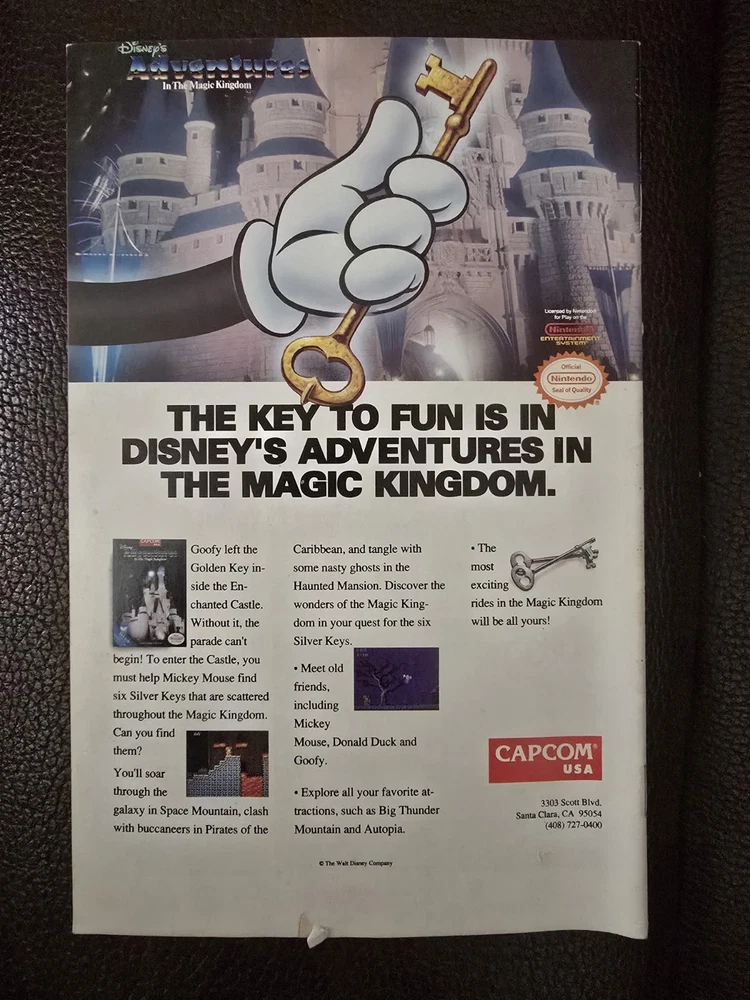 Disney's
Adventures
In The Magic Kingdom
Licensed by Nintendo
for Play on the
Nintendo
ENTERTAINMENT
SYSTEM
Official
Nintendo
Seal of Quality
THE KEY TO FUN IS IN
DISNEY'S ADVENTURES IN
THE MAGIC KINGDOM.
CAPCOM
Goofy left the
Golden Key in-
side the En-
chanted Castle.
Without it, the
parade can't
begin! To enter the Castle, you
must help Mickey Mouse find
six Silver Keys that are scattered
throughout the Magic Kingdom.
Can you find
them?
You'll soar
through the
galaxy in Space Mountain, clash
with buccaneers in Pirates of the
Caribbean, and tangle with
some nasty ghosts in the
Haunted Mansion. Discover the
wonders of the Magic King-
dom in your quest for the six
Silver Keys.
• Meet old
friends,
including
Mickey
Mouse, Donald Duck and
Goofy.
• Explore all your favorite at-
tractions, such as Big Thunder
Mountain and Autopia.
• The
most
exciting
rides in the Magic Kingdom
will be all yours!
CAPCOM®
USA
3303 Scott Blvd.
Santa Clara, CA 95054
(408) 727-0400
© The Walt Disney Company